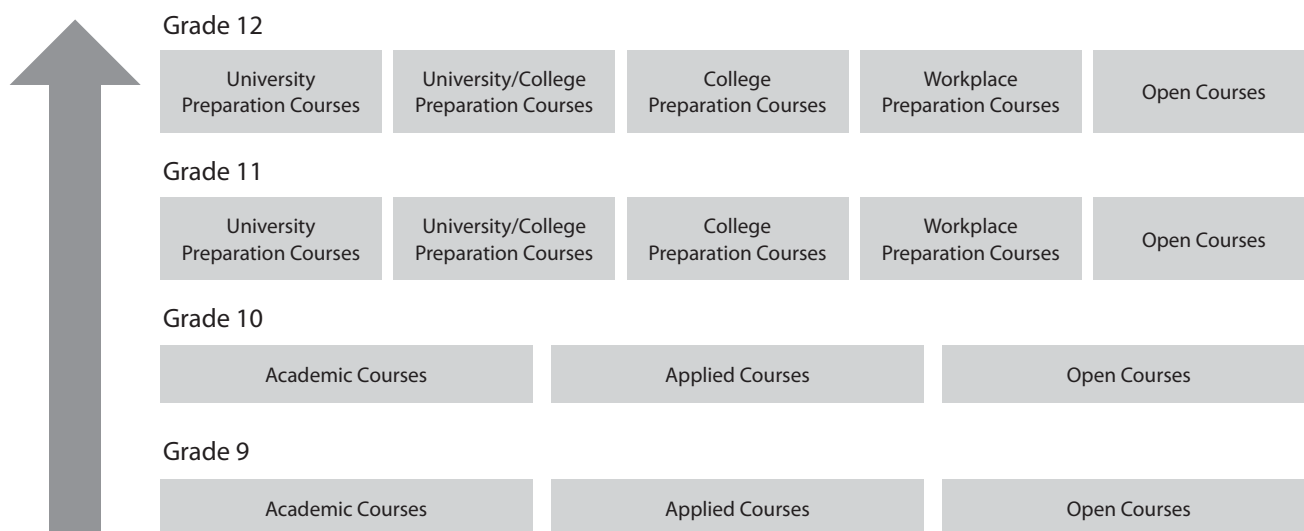 Grade 12
University
Preparation Courses
University/College
Preparation Courses
College
Preparation Courses
Workplace
Preparation Courses
Open Courses
Grade 11
University
Preparation Courses
University/College
Preparation Courses
College
Preparation Courses
Workplace
Preparation Courses
Open Courses
Grade 10
Academic Courses
Applied Courses
Open Courses
Grade 9
Academic Courses
Applied Courses
Open Courses